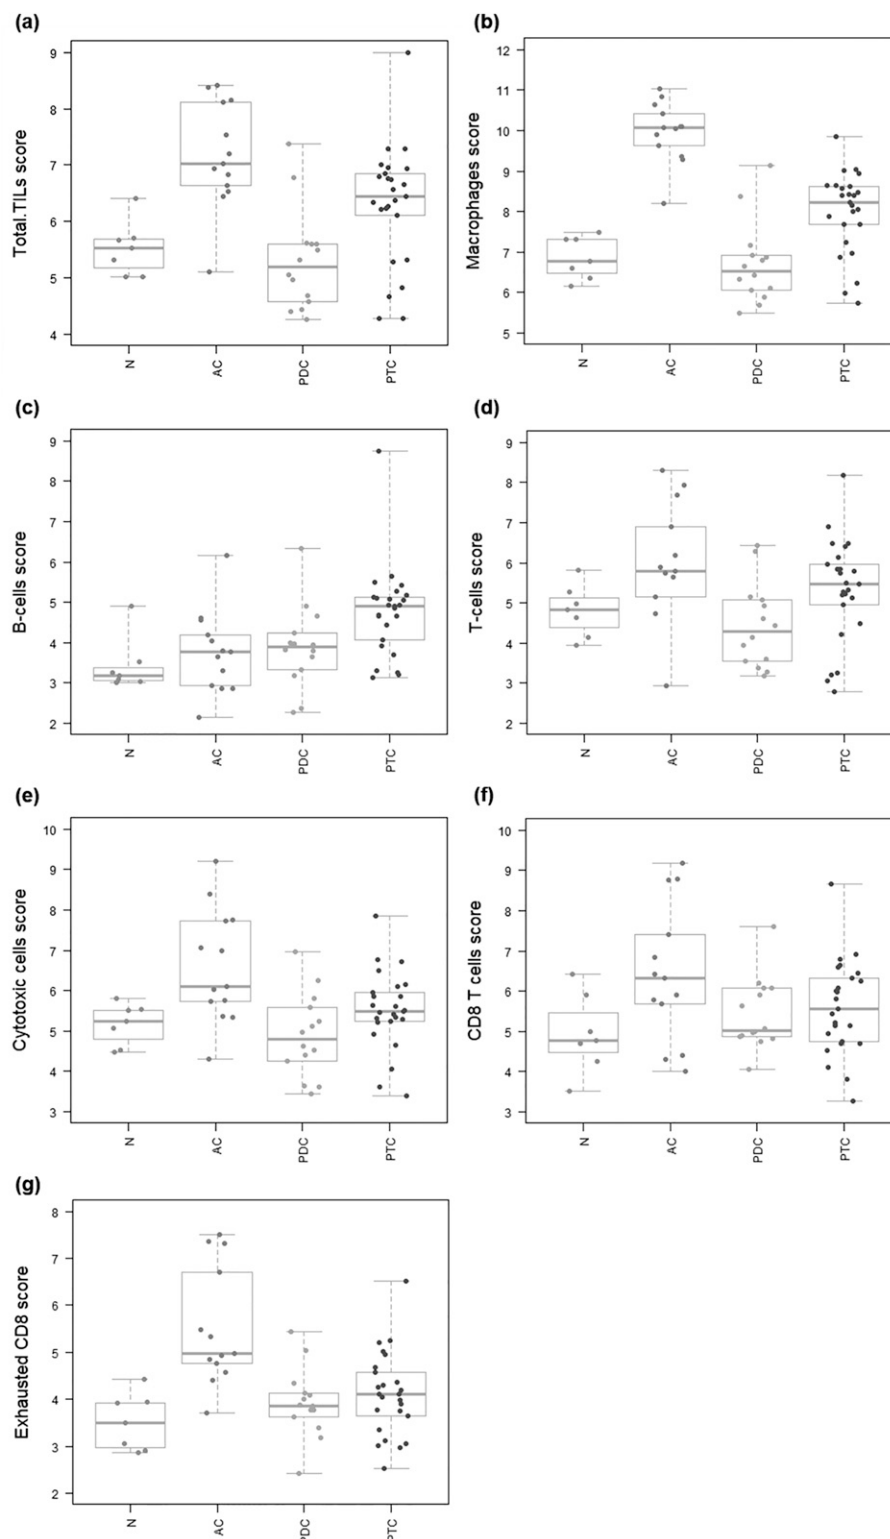 (a)
Total.TILs score
9
8
7
6
5
4
N AC PDC PTC
(b)
Macrophages score
12
11
10
9
8
7
6
5
N AC PDC PTC
(c)
B-cells score
9
8
7
6
5
4
3
2
N AC PDC PTC
(d)
T-cells score
9
8
7
6
5
4
3
2
N AC PDC PTC
(e)
Cytotoxic cells score
10
9
8
7
6
5
4
3
N AC PDC PTC
(f)
CD8 T cells score
10
9
8
7
6
5
4
3
N AC PDC PTC
(g)
Exhausted CD8 score
8
7
6
5
4
3
2
N AC PDC PTC